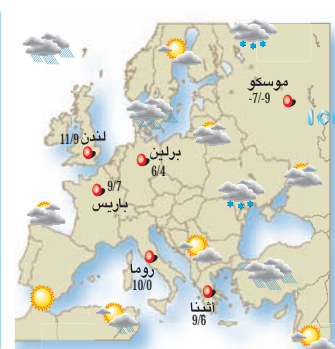 موسكو
-7/-9
لندن 11/9
برلين
6/4
9/7
باريس
روما
10/0
اثينا
9/6